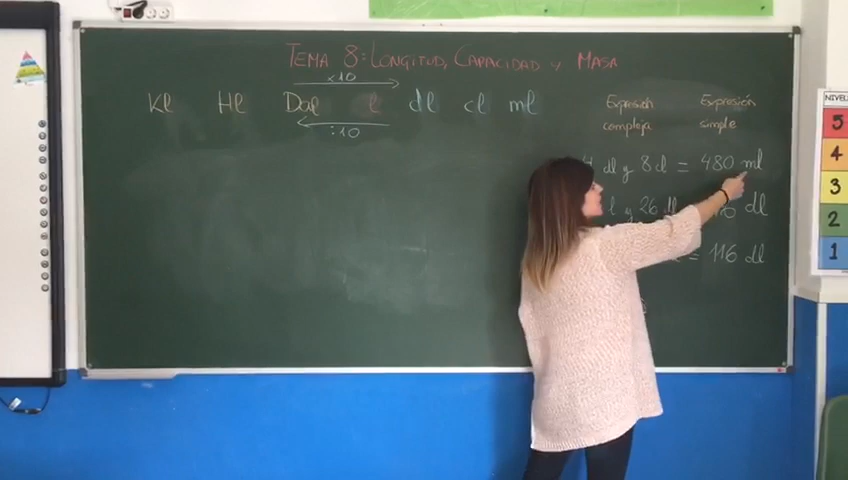 TEMA 8: LONGITUD, CAPACIDAD Y MASA
x10
Kl Hl Dal l dl cl ml
:10
Expresión compleja
Expresión simple
4 dl y 8 cl = 480 ml
l y 26 dl dl
= 116 dl
NIVEL
5
4
3
2
1